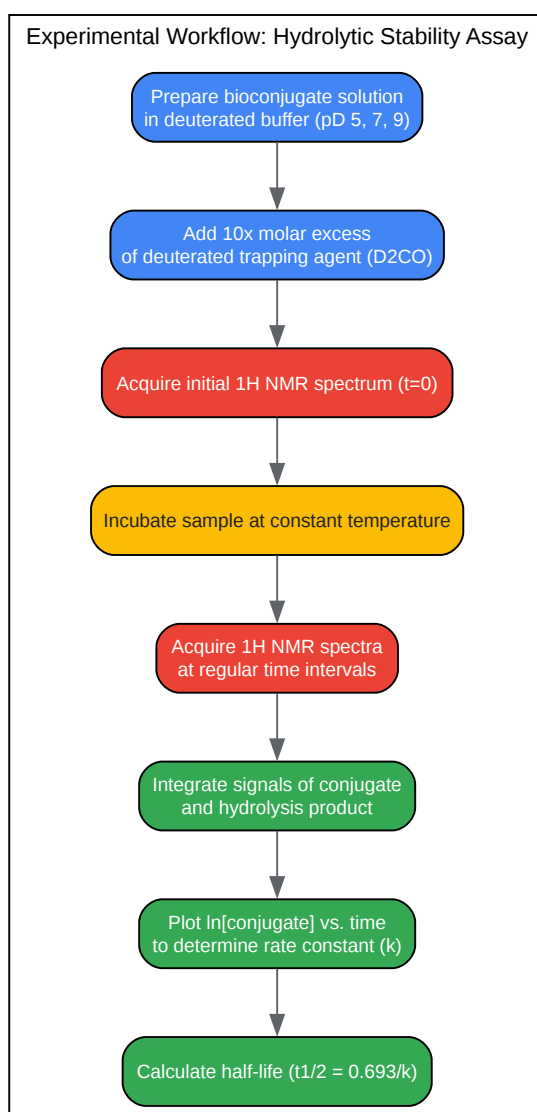 Experimental Workflow: Hydrolytic Stability Assay
Prepare bioconjugate solution
in deuterated buffer (pD 5, 7, 9)
Add 10x molar excess
of deuterated trapping agent (D2CO)
Acquire initial 1H NMR spectrum (t=0)
Incubate sample at constant temperature
Acquire 1H NMR spectra
at regular time intervals
Integrate signals of conjugate
and hydrolysis product
Plot ln[conjugate] vs. time
to determine rate constant (k)
Calculate half-life (t1/2 = 0.693/k)